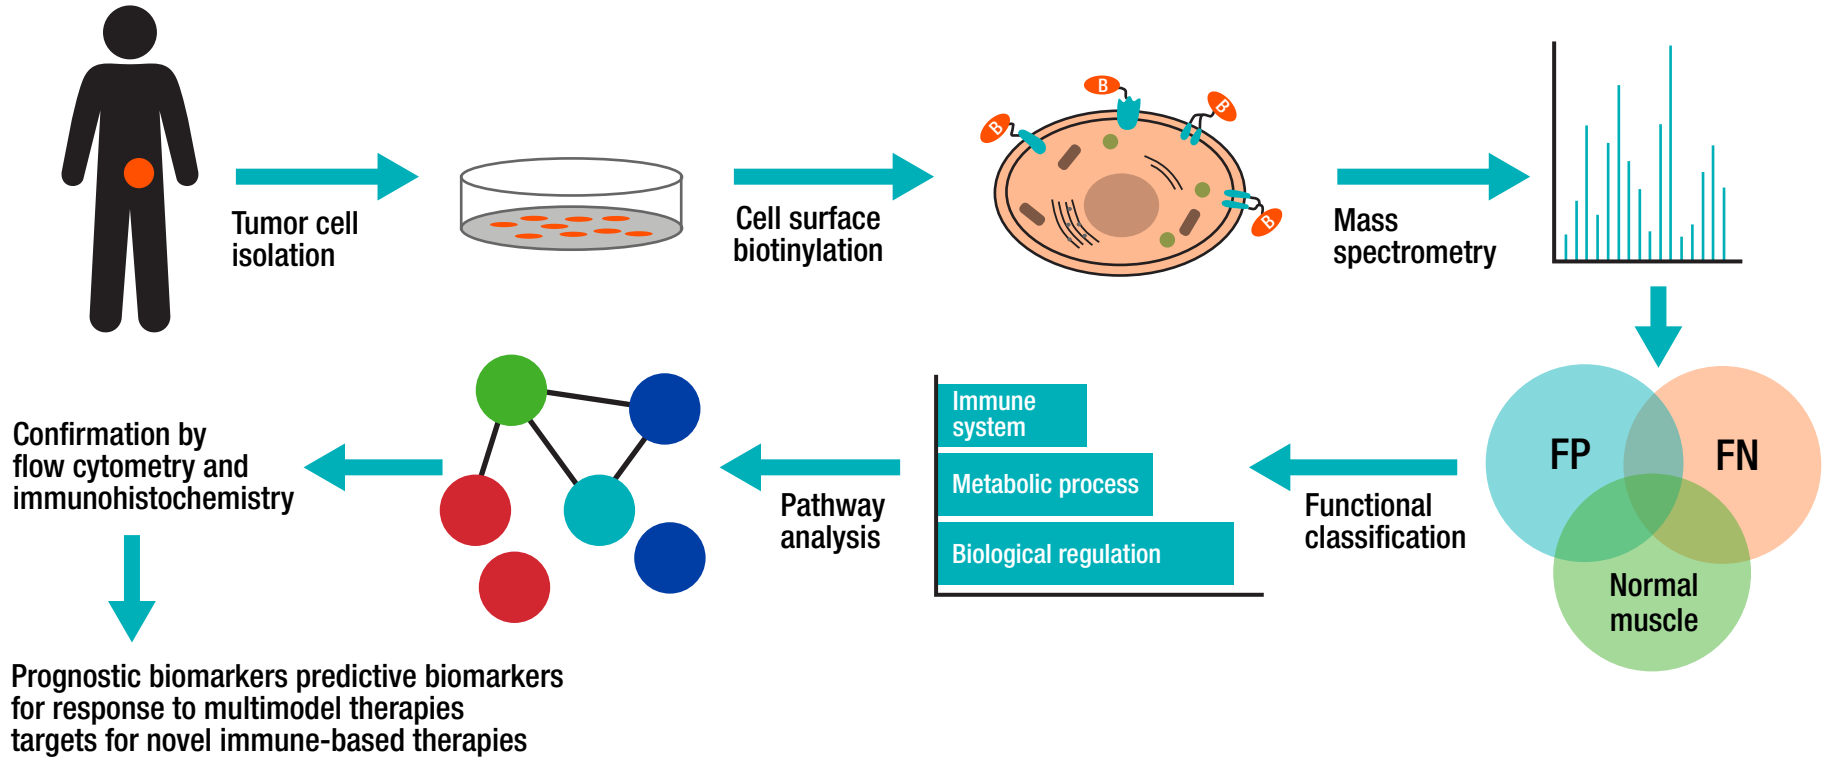 Tumor cell
isolation
Cell surface
biotinylation
B
B
B
B
Mass
spectrometry
FP
FN
Normal
muscle
Functional
classification
Immune
system
Metabolic process
Biological regulation
Pathway
analysis
Confirmation by
flow cytometry and
immunohistochemistry
Prognostic biomarkers predictive biomarkers
for response to multimodel therapies
targets for novel immune-based therapies